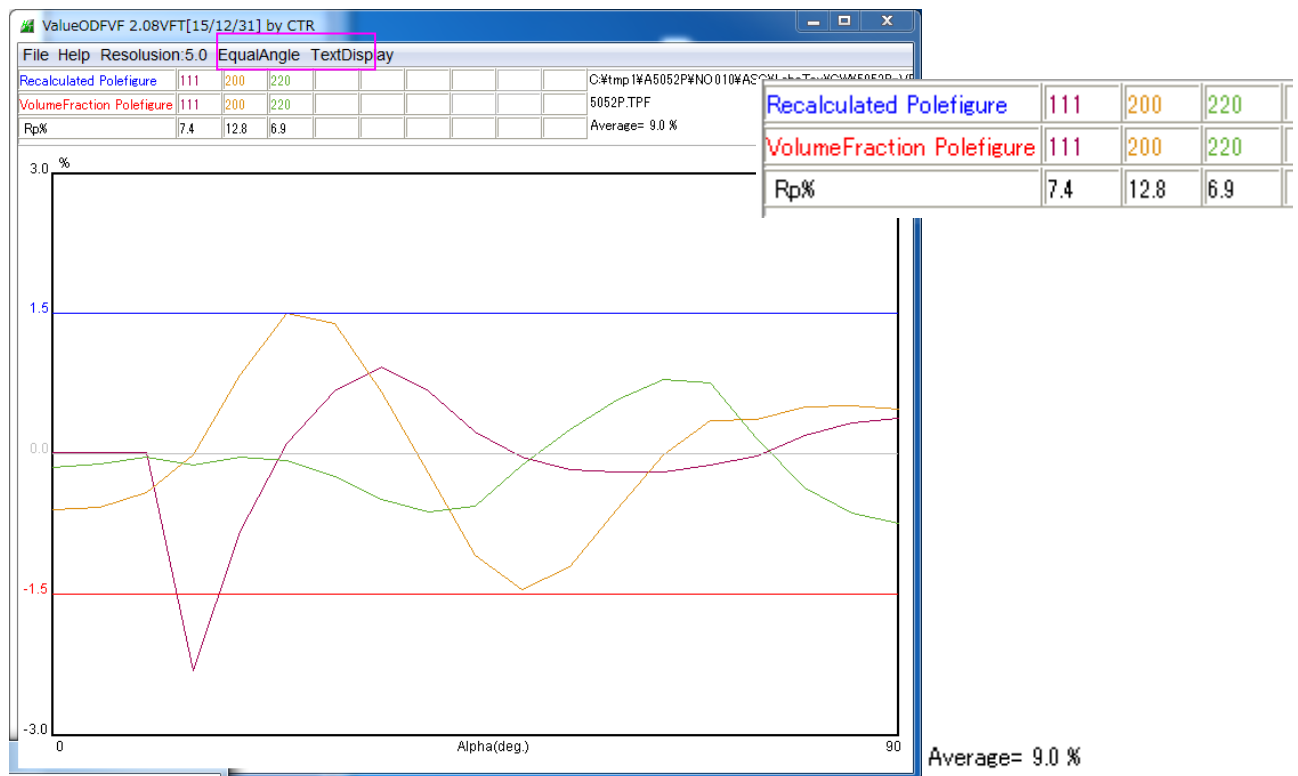 ValueODFVF 2.08VFT[15/12/31] by CTR
File Help Resolusion:5.0 EqualAngle TextDisplay
Recalculated Polefigure 111 200 220
VolumeFraction Polefigure 111 200 220 5052P.TPF
Rp% 7.4 12.8 6.9 Average= 9.0 %
Recalculated Polefigure 111 200 220
VolumeFraction Polefigure 111 200 220
Rp% 7.4 12.8 6.9
3.0 %
1.5
0.0
-1.5
-3.0
0 Alpha(deg.) 90
Average= 9.0 %